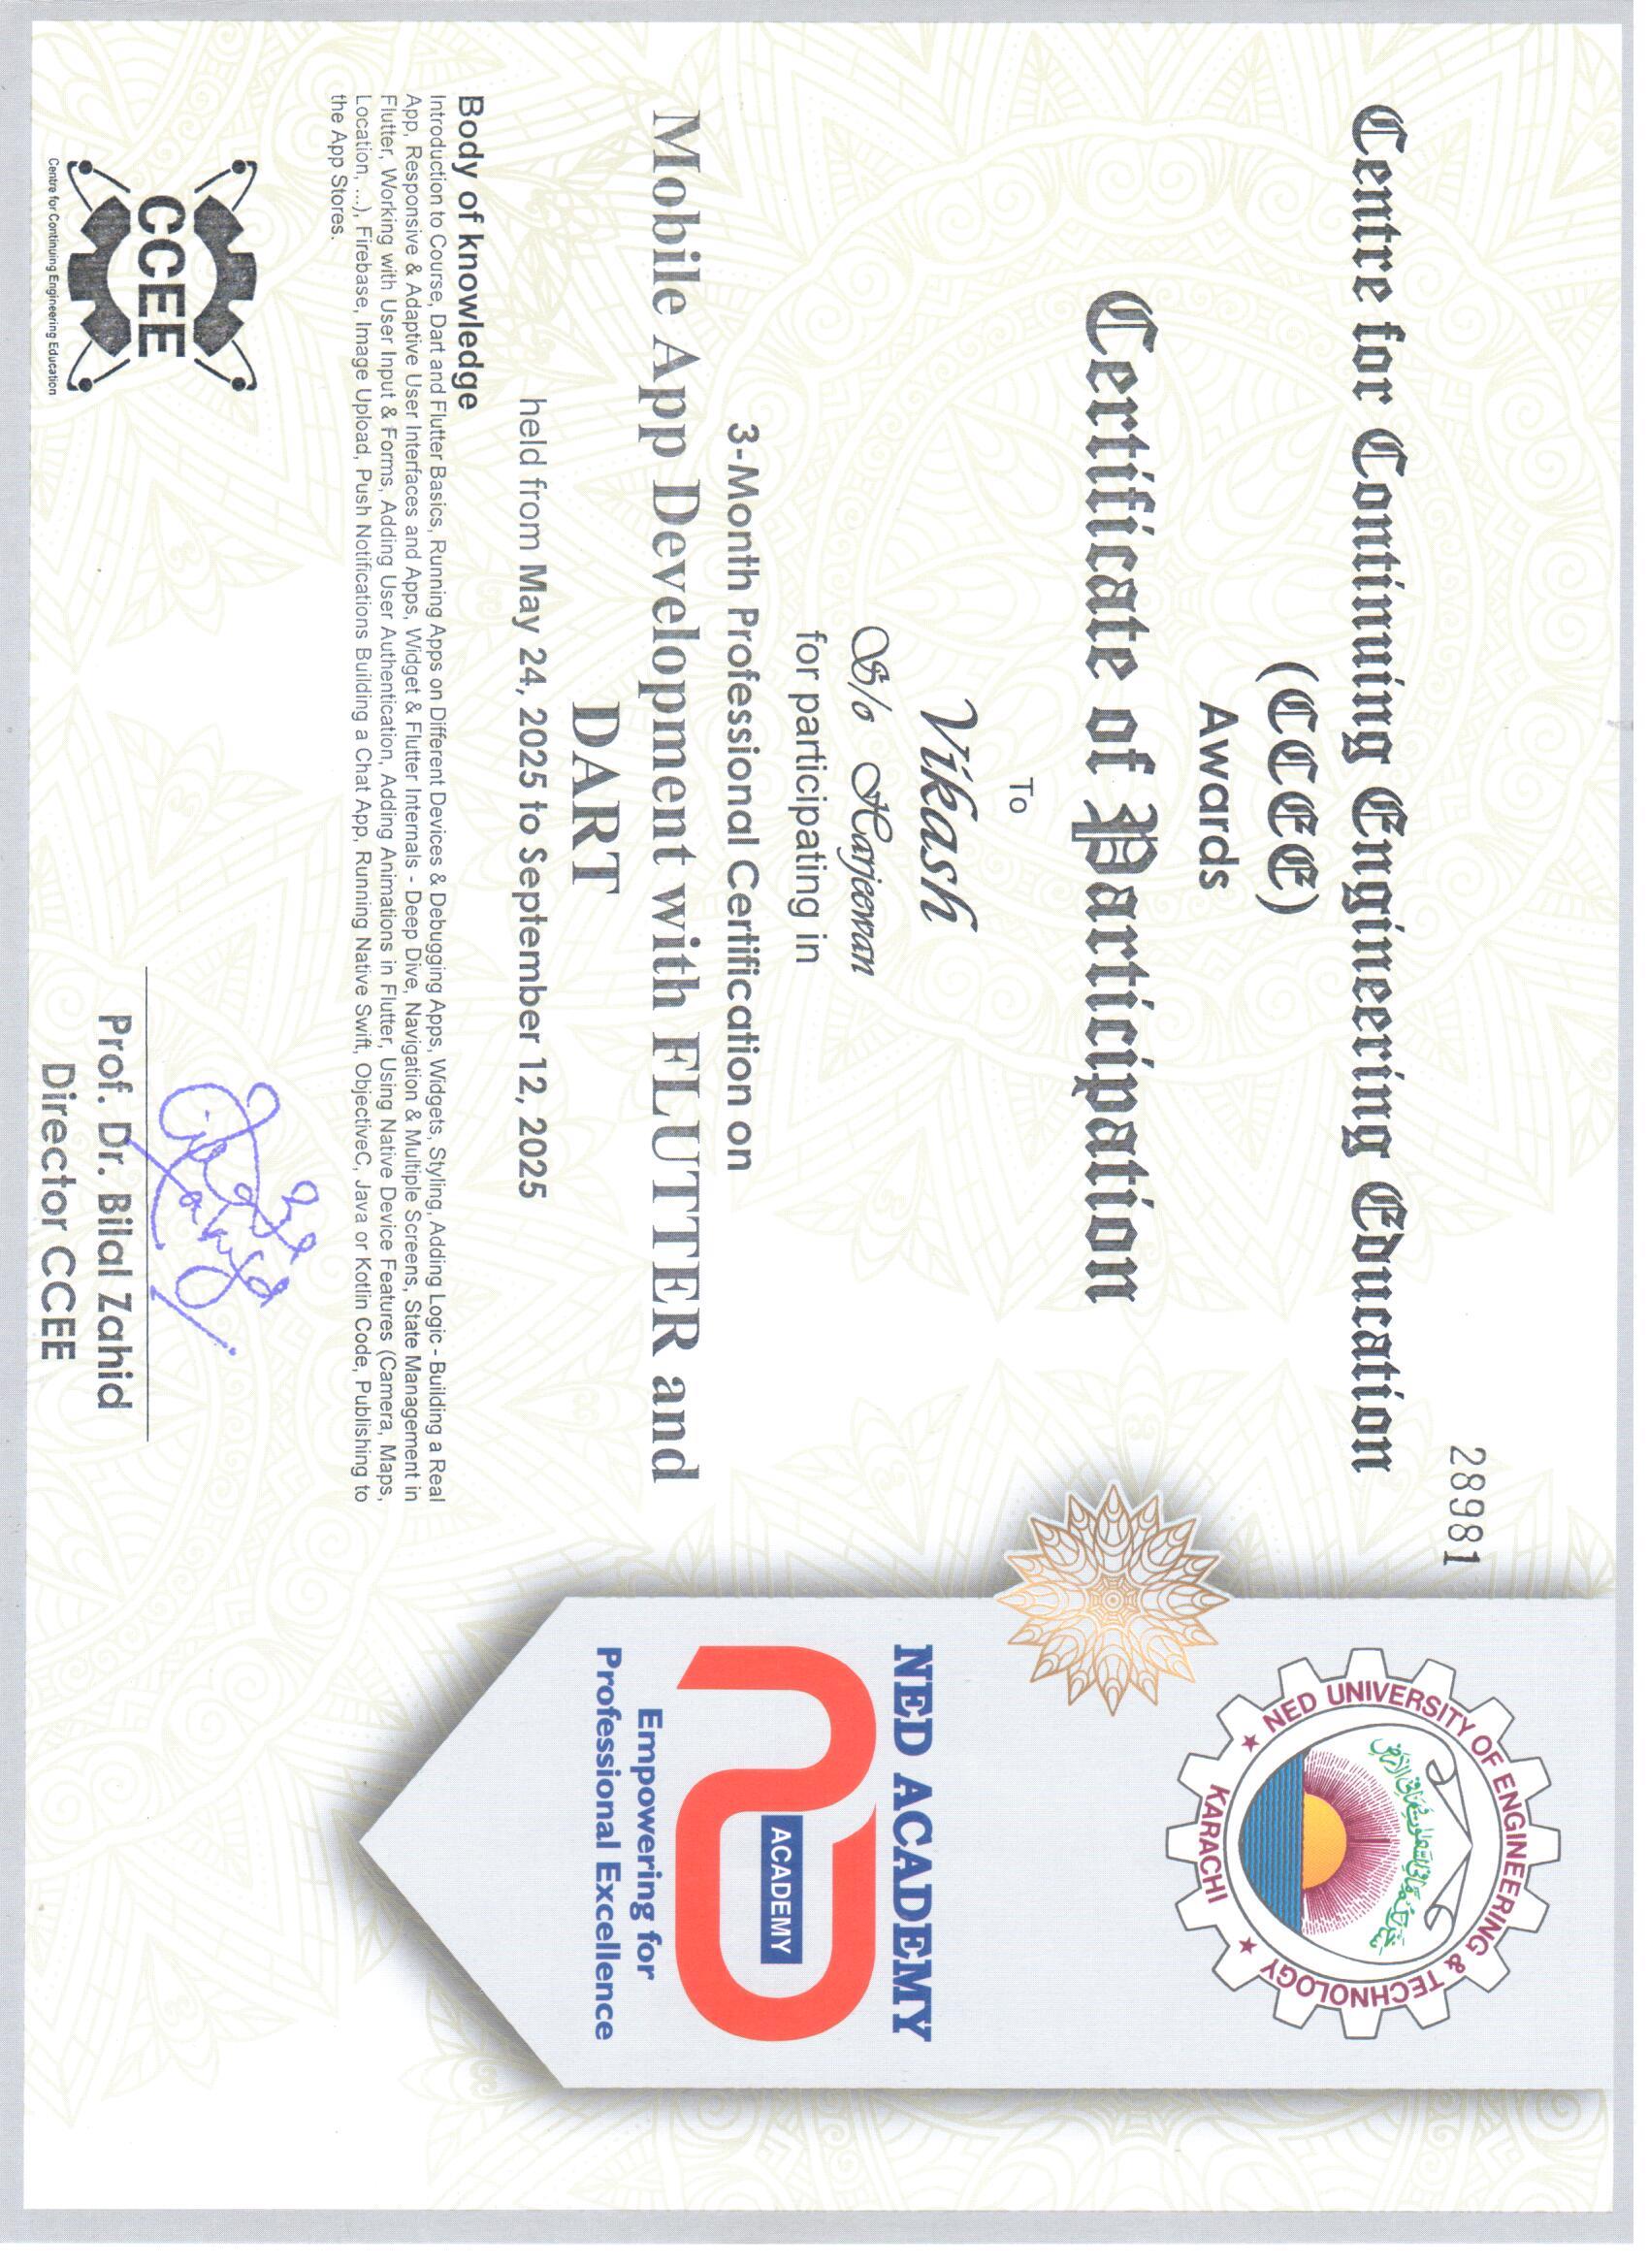 28981
Centre for Continuing Engineering Education
(CCEE)
Awards
Certificate of Participation
To
Vikash
S/o Harjeewan
for participating in
3-Month Professional Certification on
Mobile App Development with FLUTTER and
DART
held from May 24, 2025 to September 12, 2025
Body of knowledge
Introduction to Course, Dart and Flutter Basics, Running Apps on Different Devices & Debugging Apps, Widgets, Styling, Adding Logic - Building a Real
App, Responsive & Adaptive User Interfaces and Apps, Widget & Flutter Internals - Deep Dive, Navigation & Multiple Screens, State Management in
Flutter, Working with User Input & Forms, Adding User Authentication, Adding Animations in Flutter, Using Native Device Features (Camera, Maps,
Location, ...), Firebase, Image Upload, Push Notifications Building a Chat App, Running Native Swift, ObjectiveC, Java or Kotlin Code, Publishing to
the App Stores.
CCEE
Centre for Continuing Engineering Education
Prof. Dr. Bilal Zahid
Director CCEE
NED UNIVERSITY OF ENGINEERING & TECHNOLOGY
KARACHI
سَخَّرَ لَكُم مَّا فِي السَّمَاوَاتِ وَمَا فِي الْأَرْضِ
NED ACADEMY
ACADEMY
Empowering for
Professional Excellence